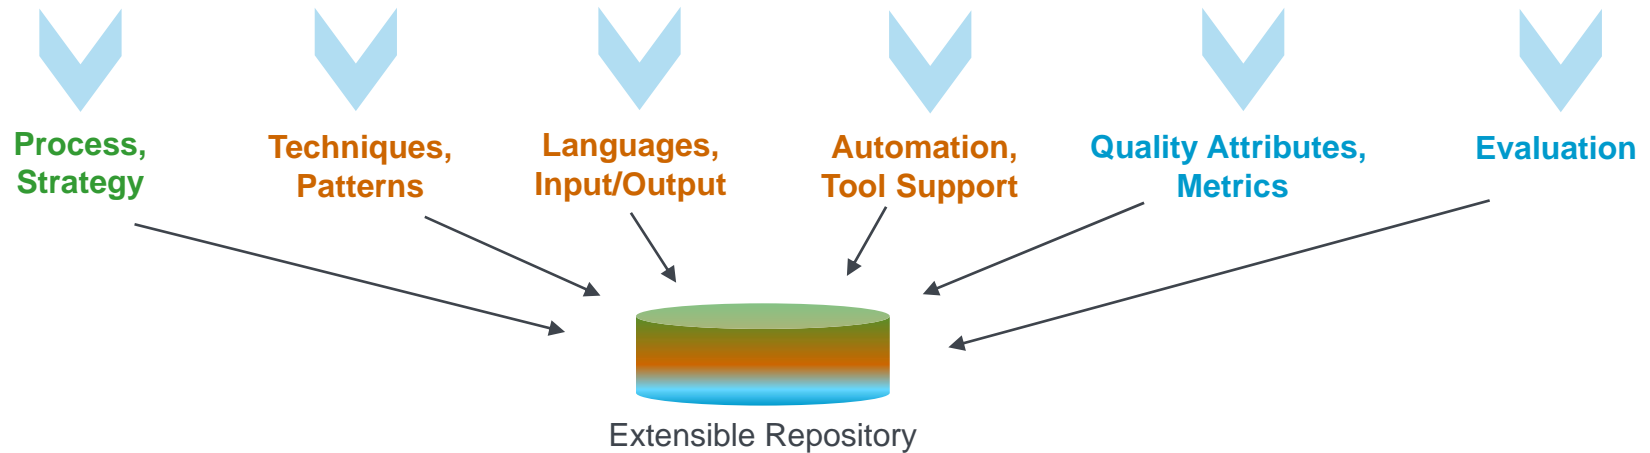 Process,
Strategy
Techniques,
Patterns
Languages,
Input/Output
Automation,
Tool Support
Quality Attributes,
Metrics
Evaluation
Extensible Repository